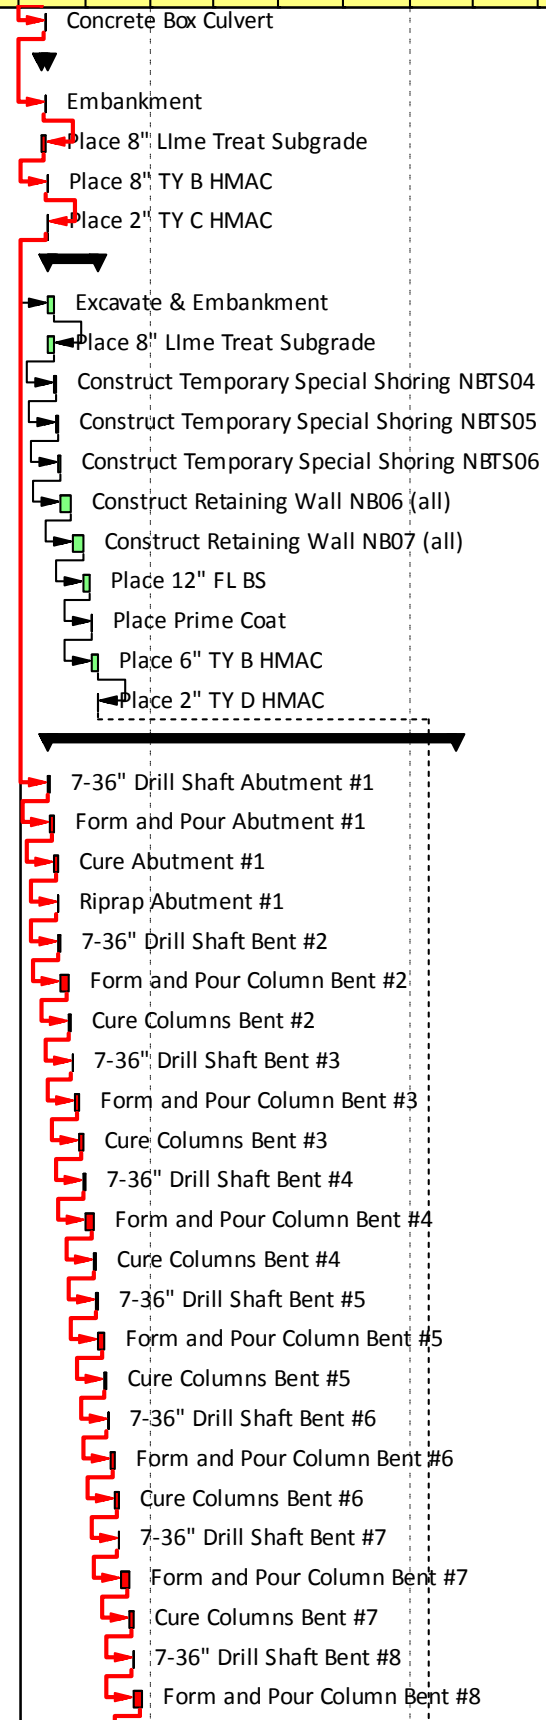 Concrete Box Culvert
Embankment
Place 8" LIme Treat Subgrade
Place 8" TY B HMAC
Place 2" TY C HMAC
Excavate & Embankment
Place 8" LIme Treat Subgrade
Construct Temporary Special Shoring NBTS04
Construct Temporary Special Shoring NBTS05
Construct Temporary Special Shoring NBTS06
Construct Retaining Wall NB06 (all)
Construct Retaining Wall NB07 (all)
Place 12" FL BS
Place Prime Coat
Place 6" TY B HMAC
Place 2" TY D HMAC
7-36" Drill Shaft Abutment #1
Form and Pour Abutment #1
Cure Abutment #1
Riprap Abutment #1
7-36" Drill Shaft Bent #2
Form and Pour Column Bent #2
Cure Columns Bent #2
7-36" Drill Shaft Bent #3
Form and Pour Column Bent #3
Cure Columns Bent #3
7-36" Drill Shaft Bent #4
Form and Pour Column Bent #4
Cure Columns Bent #4
7-36" Drill Shaft Bent #5
Form and Pour Column Bent #5
Cure Columns Bent #5
7-36" Drill Shaft Bent #6
Form and Pour Column Bent #6
Cure Columns Bent #6
7-36" Drill Shaft Bent #7
Form and Pour Column Bent #7
Cure Columns Bent #7
7-36" Drill Shaft Bent #8
Form and Pour Column Bent #8